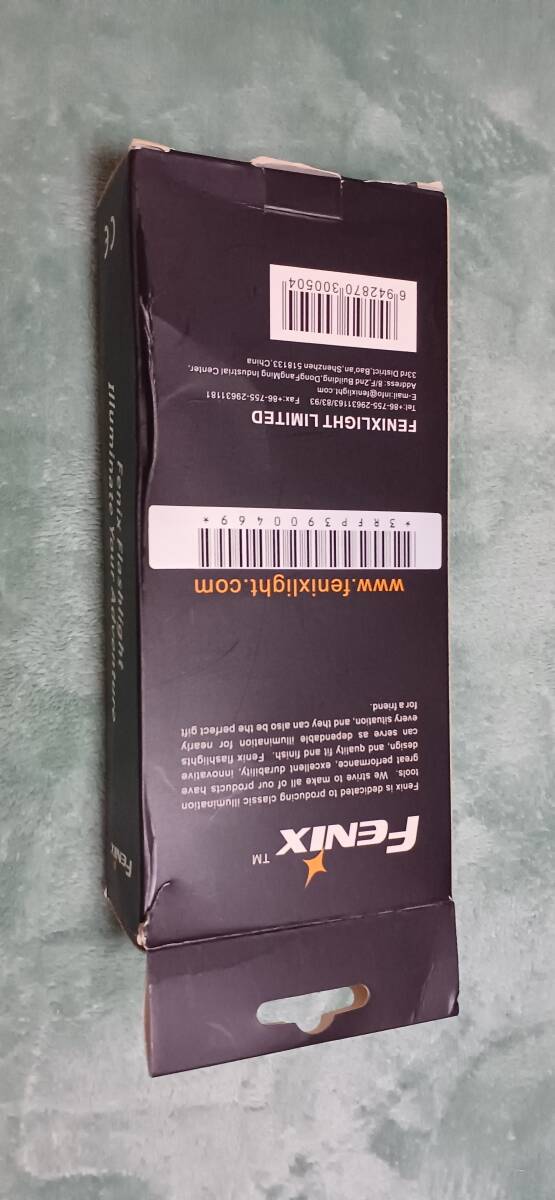 FENIX ™
Fenix is dedicated to producing classic illumination
tools. We strive to make all of our products have
great performance, excellent durability, innovative
design, and quality fit and finish. Fenix flashlights
can serve as dependable illumination for nearly
every situation, and they can also be the perfect gift
for a friend.
www.fenixlight.com
*3RFFP3900469*
FENIXLIGHT LIMITED
Tel:+86-755-29631163/83/93 Fax:+86-755-29631181
E-mail:info@fenixlight.com
Address: 8/F,2nd Building,DongFangMing Industrial Center,
33rd District,Bao'an,Shenzhen 518133,China
6 942870 300504
FENIX
Fenix Flashlight
Illuminate Your Adventure
CE